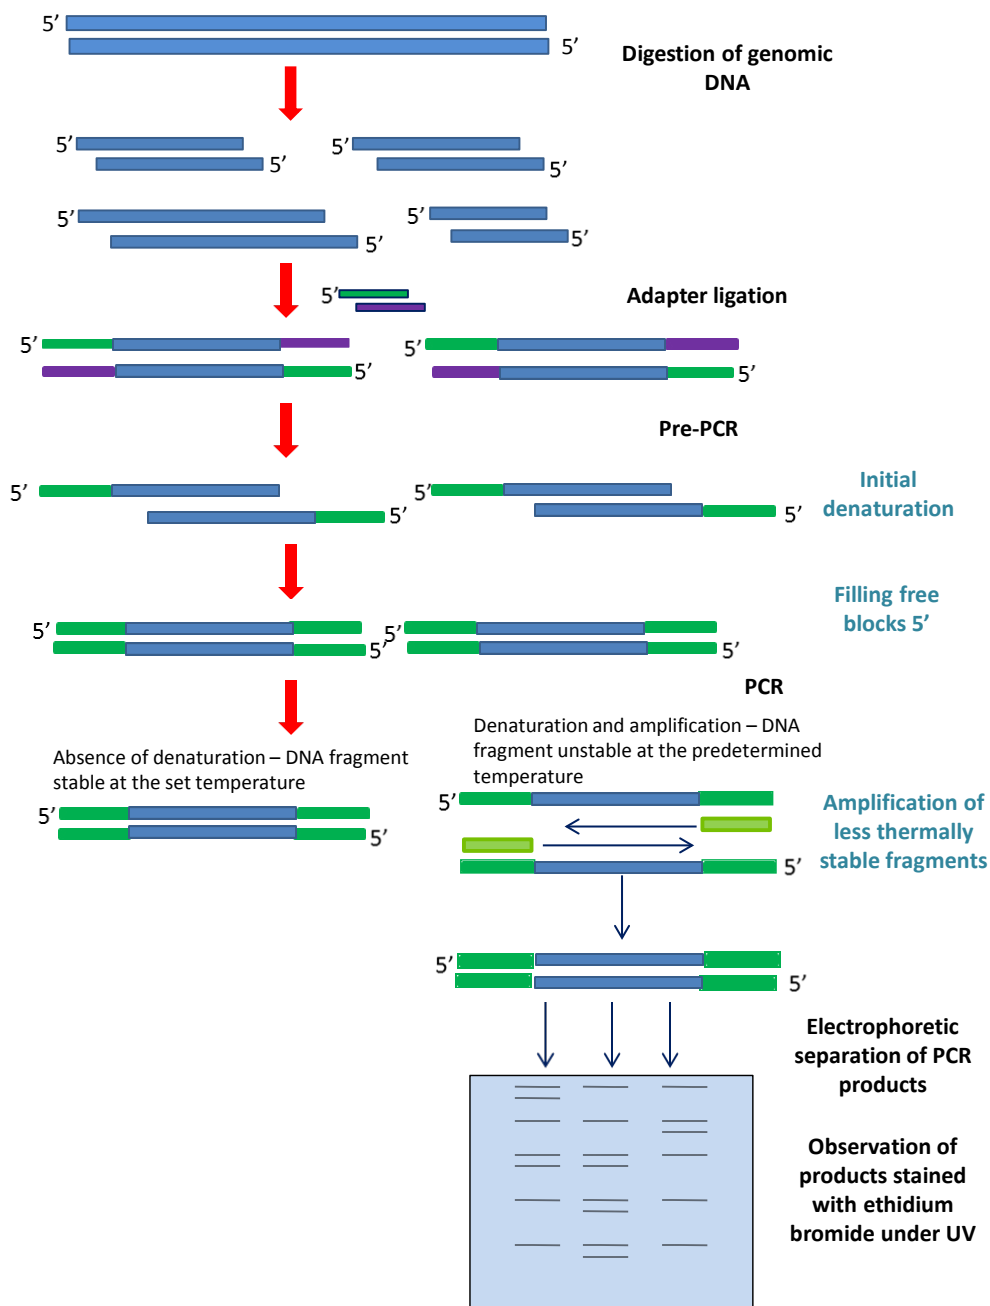 5’
5’
Digestion of genomic
DNA
5’
5’
5’
5’
5’
5’
5’
5’
5’
Adapter ligation
5’
5’
5’
5’
Pre-PCR
5’
5’
5’
5’
Initial
denaturation
5’
5’
5’
5’
Filling free
blocks 5’
PCR
Absence of denaturation – DNA fragment
stable at the set temperature
Denaturation and amplification – DNA
fragment unstable at the predetermined
temperature
5’
5’
5’
5’
Amplification of
less thermally
stable fragments
5’
5’
Electrophoretic
separation of PCR
products
Observation of
products stained
with ethidium
bromide under UV